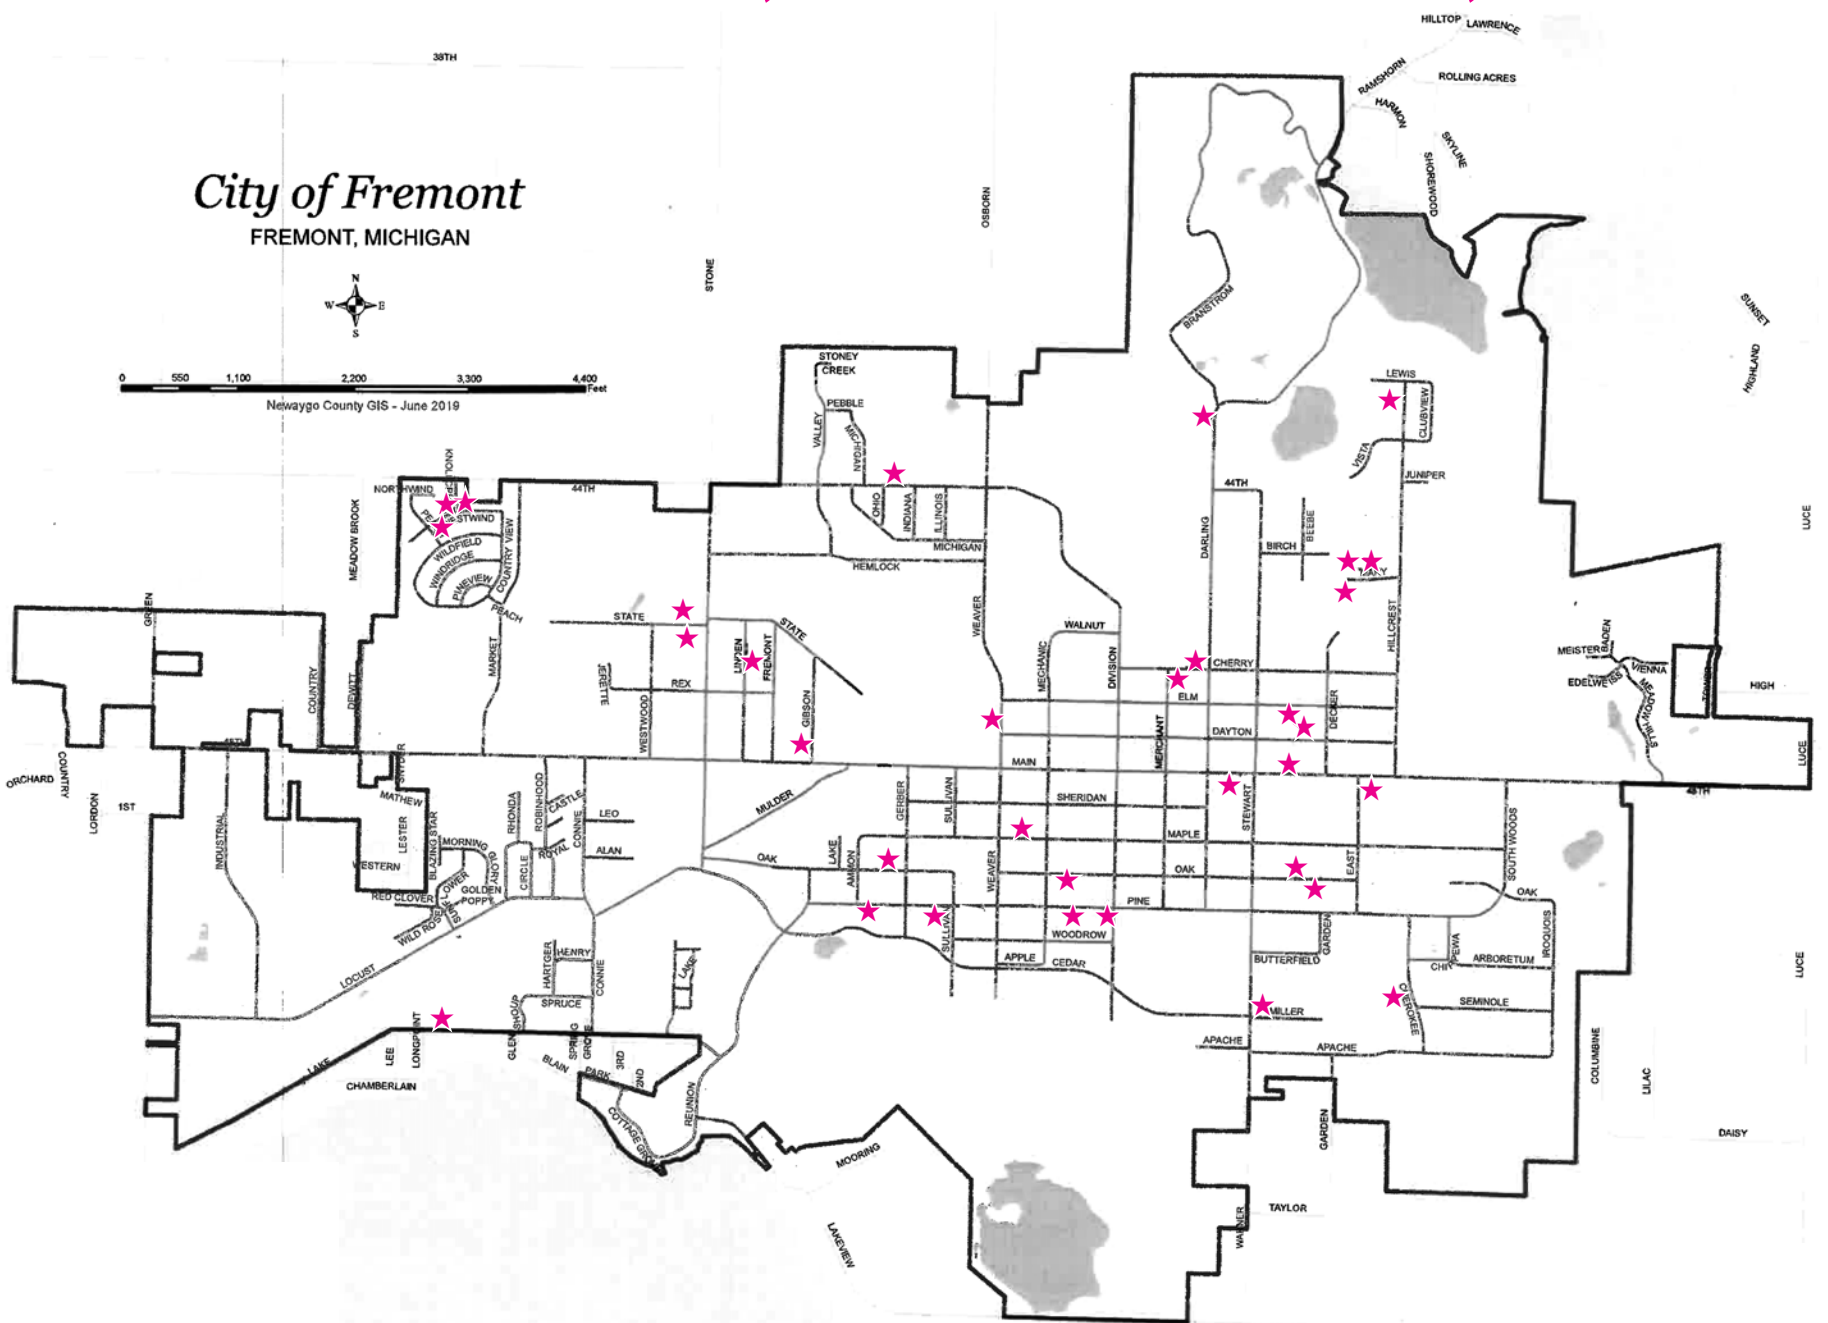 HILLTOP
LAWRENCE
38TH
RAMSHORN
ROLLING ACRES
HARMON
SKYLINE
SHOREWOOD
City of Fremont
FREMONT, MICHIGAN
OSBORN
STONE
N
W
E
S
BRANSTROM
SUNSET
HIGHLAND
0 550 1,100 2,200 3,300 4,400
Feet
Newaygo County GIS - June 2019
STONEY
CREEK
PEBBLE
VALLEY
MICHIGAN
LEWIS
CLUBVIEW
VISTA
JUNIPER
NORTHWIND
44TH
44TH
MEADOW BROOK
COUNTRY VIEW
WILDFIELD
WINDRIDGE
PINEVIEW
PEACH
OHIO
INDIANA
ILLINOIS
MICHIGAN
HEMLOCK
DARLING
BIRCH
BEEBE
LUCE
GREEN
STATE
STATE
LINDEN
FREMONT
WEAVER
WALNUT
HILLCREST
MARKET
JERETTE
REX
WESTWOOD
GIBSON
MECHANIC
DIVISION
CHERRY
ELM
DAYTON
DECKER
MERCHANT
MEISTER
BADEN
VIENNA
EDELWEISS
MEADOW HILLS
HIGH
COUNTRY
DEWITT
MAIN
48TH
LUCE
ORCHARD
COUNTRY
LORDON
1ST
SNYDER
MATHEW
LESTER
WESTERN
INDUSTRIAL
BLAZING STAR
MORNING
GLORY
GOLDEN
POPPY
RED CLOVER
WILD ROSE
RHONDA
ROBINHOOD
CASTLE
CONNIE
ROYAL
CIRCLE
LEO
ALAN
MULDER
GERBER
SULLIVAN
SHERIDAN
STEWART
MAPLE
OAK
LAKE
AMMON
WEAVER
OAK
EAST
SOUTH WOODS
OAK
PINE
SULLIVAN
WOODROW
APPLE
CEDAR
GARDEN
BUTTERFIELD
IROQUOIS
ARBORETUM
SEMINOLE
CHEROKEE
LUCE
LOCUST
HARTGER
HENRY
CONNIE
SPRUCE
LAKE
MILLER
APACHE
APACHE
LAKE
LEE
LONGPOINT
CHAMBERLAIN
BLAIN
PARK
3RD
2ND
REUNION
COTTAGE GROVE
MOORING
COLUMBINE
LILAC
DAISY
GARDEN
TAYLOR
WARNER
LAKEVIEW